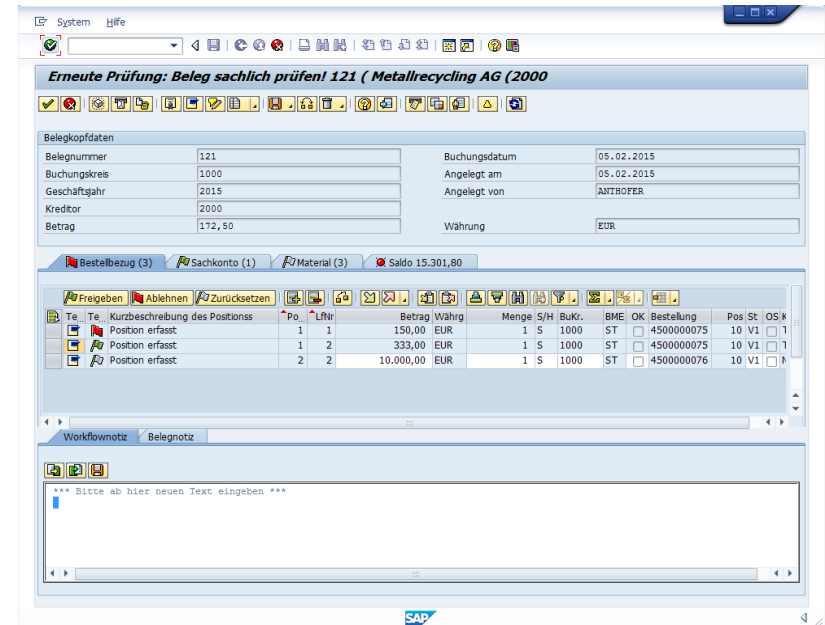 System Hilfe
Erneute Prüfung: Beleg sachlich prüfen! 121 ( Metallrecycling AG (2000
Belegkopfdaten
Belegnummer 121 Buchungsdatum 05.02.2015
Buchungskreis 1000 Angelegt am 05.02.2015
Geschäftsjahr 2015 Angelegt von ANTHOFER
Kreditor 2000
Betrag 172,50 Währung EUR
Bestellbezug (3) Sachkonto (1) Material (3) Saldo 15.301,80
Freigeben Ablehnen Zurücksetzen
Te... Te... Kurzbeschreibung des Positionss Po... LfNr Betrag Währg Menge S/H BuKr. BME OK Bestellung Pos St OS K
Position erfasst 1 1 150,00 EUR 1 S 1000 ST 4500000075 10 V1 T
Position erfasst 1 2 333,00 EUR 1 S 1000 ST 4500000075 10 V1 T
Position erfasst 2 2 10.000,00 EUR 1 S 1000 ST 4500000076 10 V1 N
Workflownotiz Belegnotiz
*** Bitte ab hier neuen Text eingeben ***
SAP